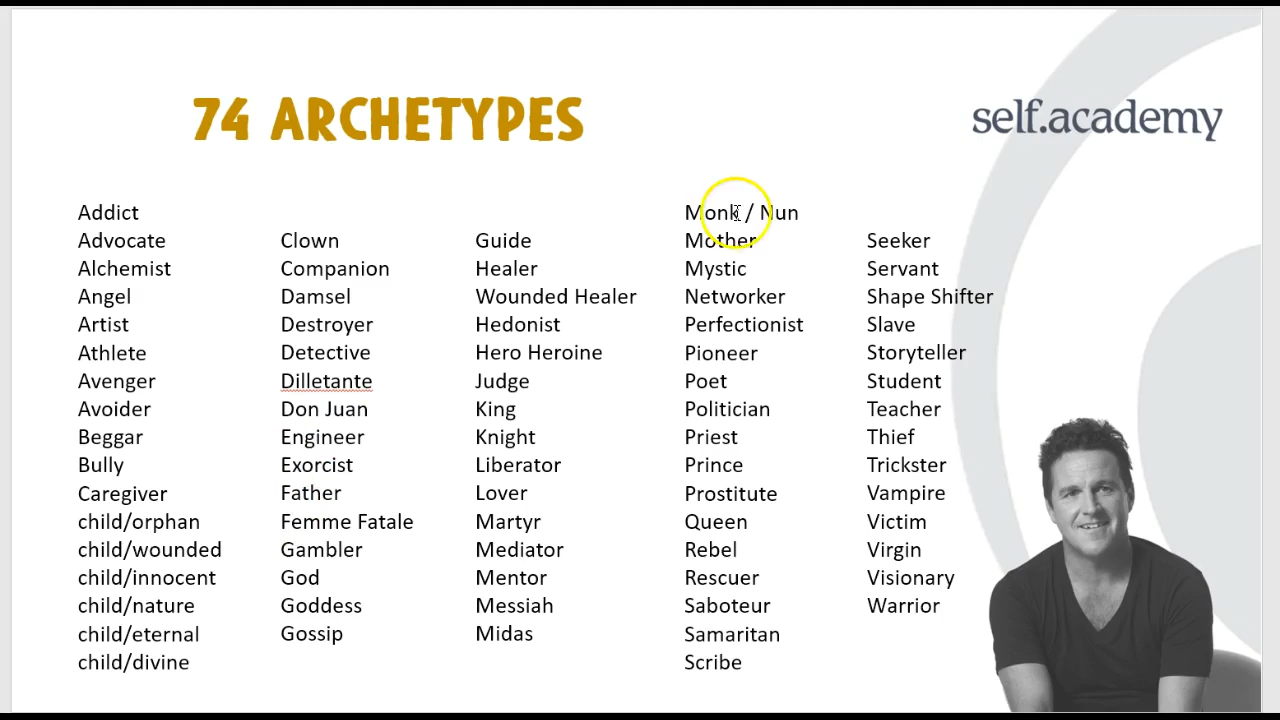 74 ARCHETYPES
self.academy
Addict
Advocate
Alchemist
Angel
Artist
Athlete
Avenger
Avoider
Beggar
Bully
Caregiver
child/orphan
child/wounded
child/innocent
child/nature
child/eternal
child/divine
Clown
Companion
Damsel
Destroyer
Detective
Dilletante
Don Juan
Engineer
Exorcist
Father
Femme Fatale
Gambler
God
Goddess
Gossip
Guide
Healer
Wounded Healer
Hedonist
Hero Heroine
Judge
King
Knight
Liberator
Lover
Martyr
Mediator
Mentor
Messiah
Midas
Monk / Nun
Mother
Mystic
Networker
Perfectionist
Pioneer
Poet
Politician
Priest
Prince
Prostitute
Queen
Rebel
Rescuer
Saboteur
Samaritan
Scribe
Seeker
Servant
Shape Shifter
Slave
Storyteller
Student
Teacher
Thief
Trickster
Vampire
Victim
Virgin
Visionary
Warrior